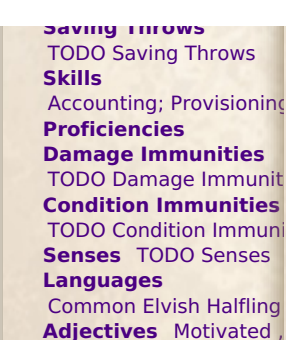 Saving Throws
TODO Saving Throws
Skills
Accounting; Provisioning
Proficiencies
Damage Immunities
TODO Damage Immunit
Condition Immunities
TODO Condition Immuni
Senses TODO Senses
Languages
Common Elvish Halfling
Adjectives Motivated ,